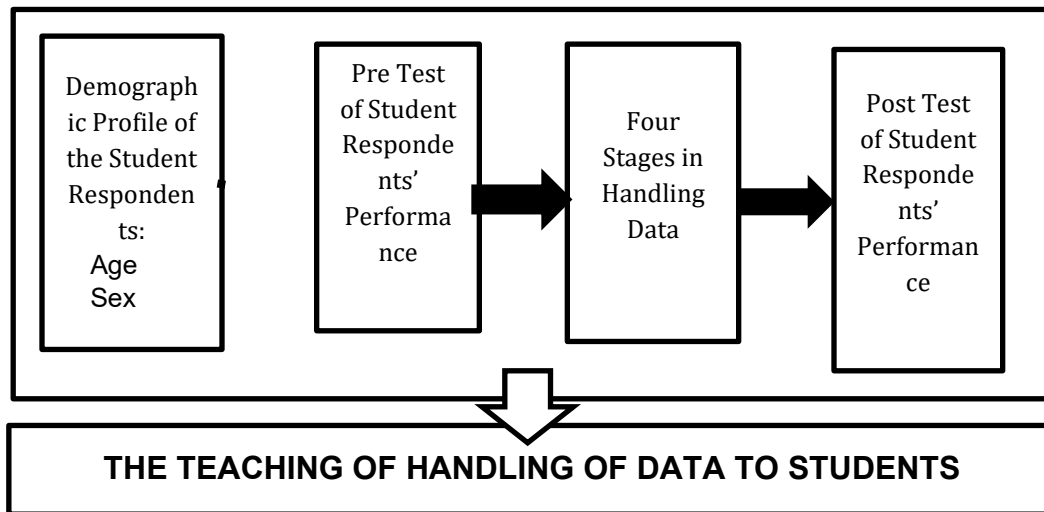 Demograph
ic Profile of
the Student
Responden
ts:
Age
Sex
Pre Test
of Student
Responde
nts’
Performa
nce
Four
Stages in
Handling
Data
Post Test
of Student
Responde
nts’
Performan
ce
THE TEACHING OF HANDLING OF DATA TO STUDENTS